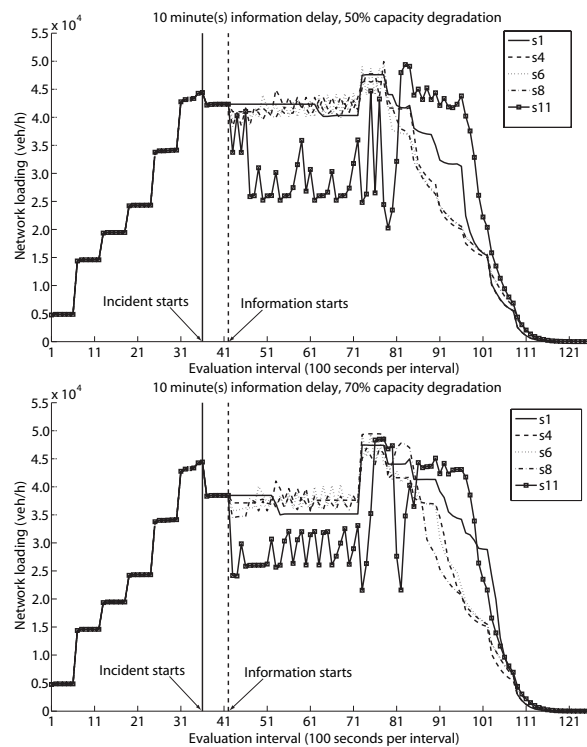 10 minute(s) information delay, 50% capacity degradation
x 10⁴
5.5
5.0
4.5
4.0
3.5
3.0
2.5
2.0
1.5
1.0
0.5
0
Network loading (veh/h)
s1
s4
s6
s8
s11
Incident starts
Information starts
1 11 21 31 41 51 61 71 81 91 101 111 121
Evaluation interval (100 seconds per interval)
10 minute(s) information delay, 70% capacity degradation
x 10⁴
5.5
5.0
4.5
4.0
3.5
3.0
2.5
2.0
1.5
1.0
0.5
0
Network loading (veh/h)
s1
s4
s6
s8
s11
Incident starts
Information starts
1 11 21 31 41 51 61 71 81 91 101 111 121
Evaluation interval (100 seconds per interval)